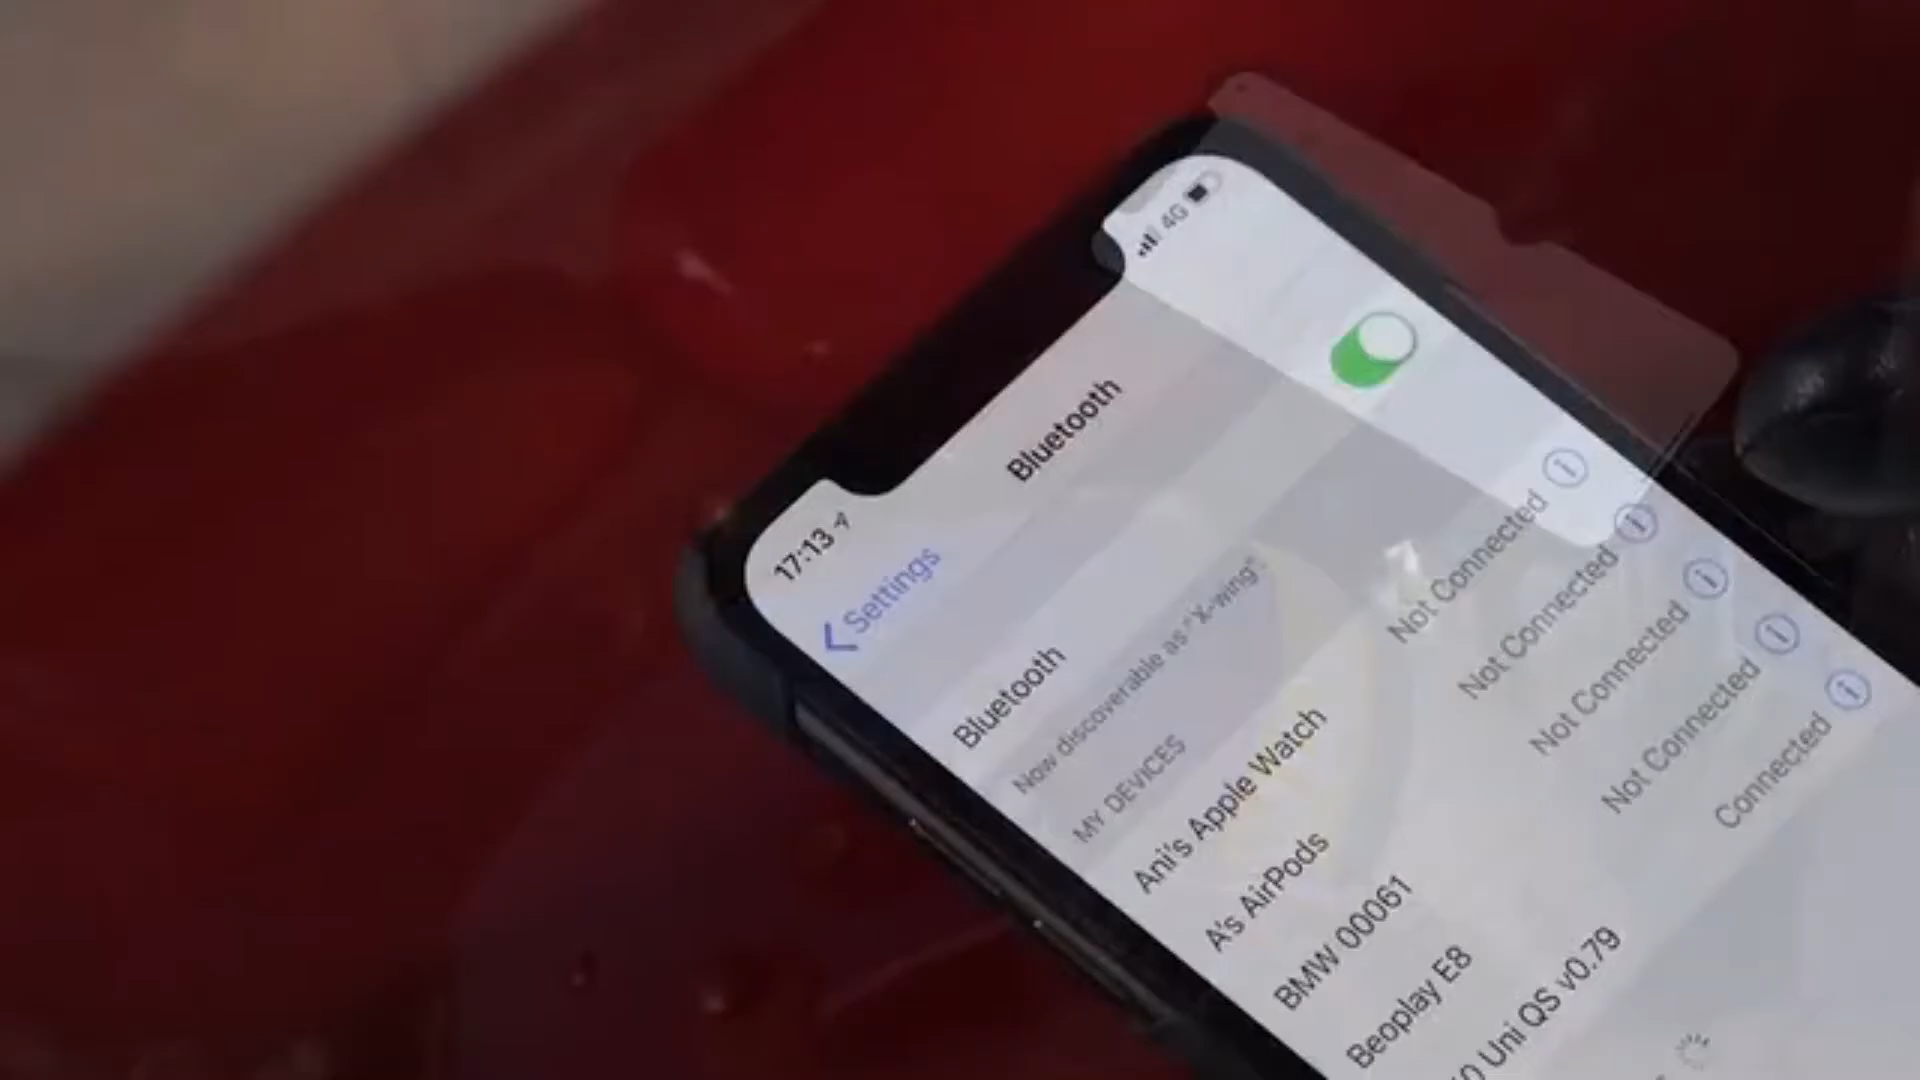 17:13
4G
Settings
Bluetooth
Bluetooth
Now discoverable as "X-wing".
MY DEVICES
Ani's Apple Watch Not Connected
A's AirPods Not Connected
BMW 00061 Not Connected
Beoplay E8 Not Connected
Uni QS v0.79 Connected